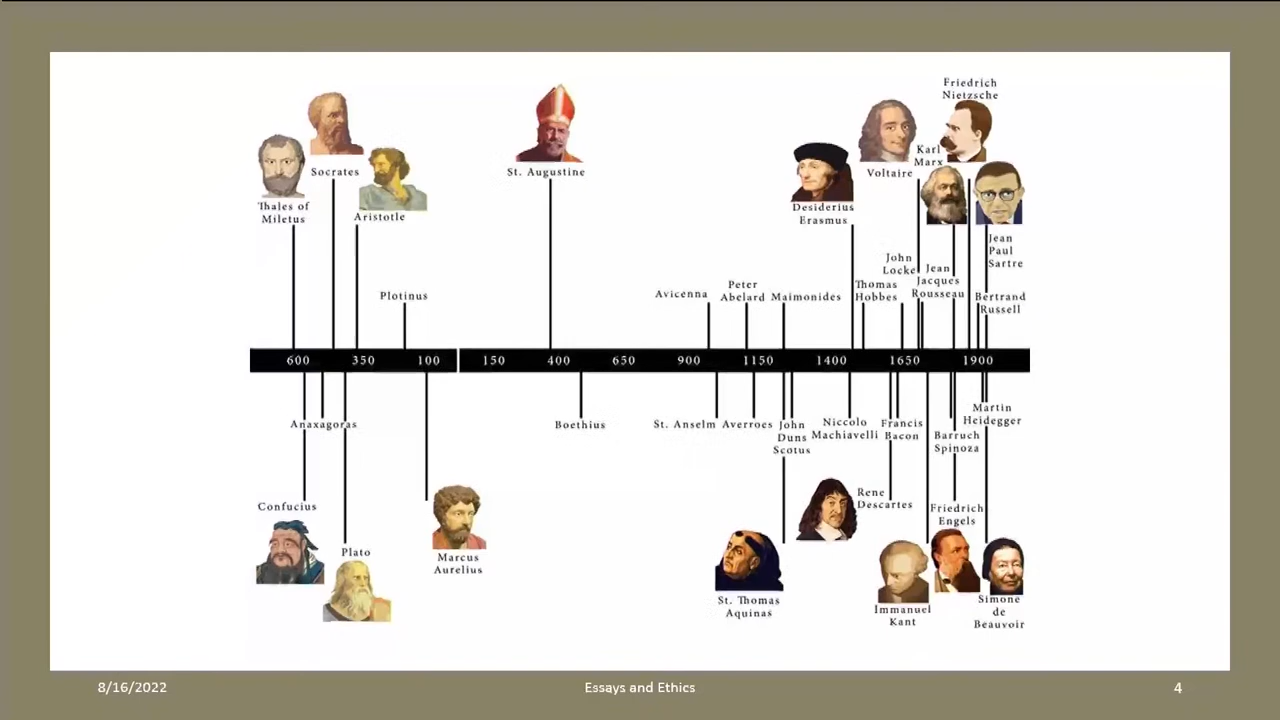 Friedrich
Nietzsche
Karl
Marx
Socrates
St. Augustine
Voltaire
Thales of
Miletus
Aristotle
Desiderius
Erasmus
Jean
Paul
Sartre
John
Locke
Jean
Jacques
Rousseau
Plotinus
Avicenna
Peter
Abelard
Maimonides
Thomas
Hobbes
Bertrand
Russell
600 350 100 150 400 650 900 1150 1400 1650 1900
Anaxagoras
Boethius
St. Anselm
Averroes
John
Duns
Scotus
Niccolo
Machiavelli
Francis
Bacon
Martin
Heidegger
Barruch
Spinoza
Confucius
Rene
Descartes
Friedrich
Engels
Plato
Marcus
Aurelius
St. Thomas
Aquinas
Immanuel
Kant
Simone
de
Beauvoir
8/16/2022
Essays and Ethics
4